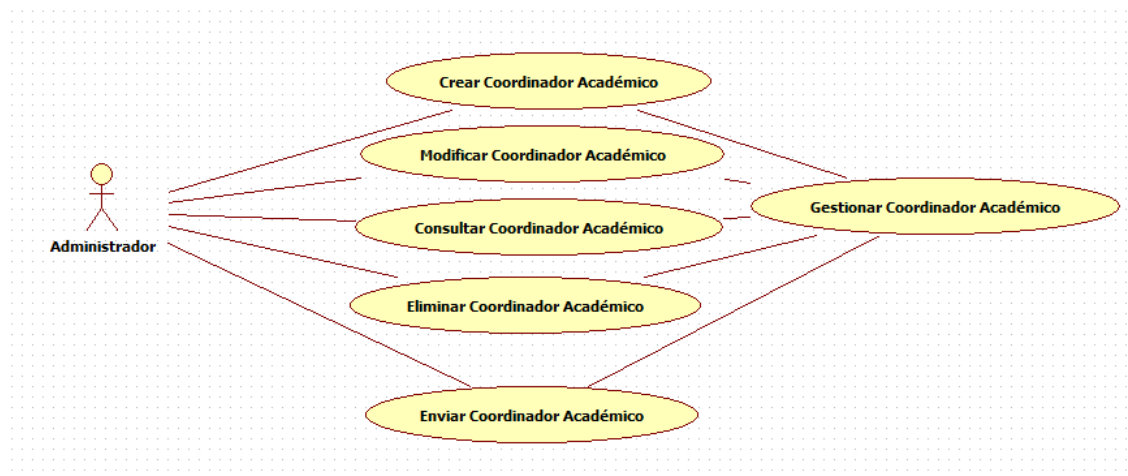 Crear Coordinador Académico
Modificar Coordinador Académico
Administrador
Gestionar Coordinador Académico
Consultar Coordinador Académico
Eliminar Coordinador Académico
Enviar Coordinador Académico